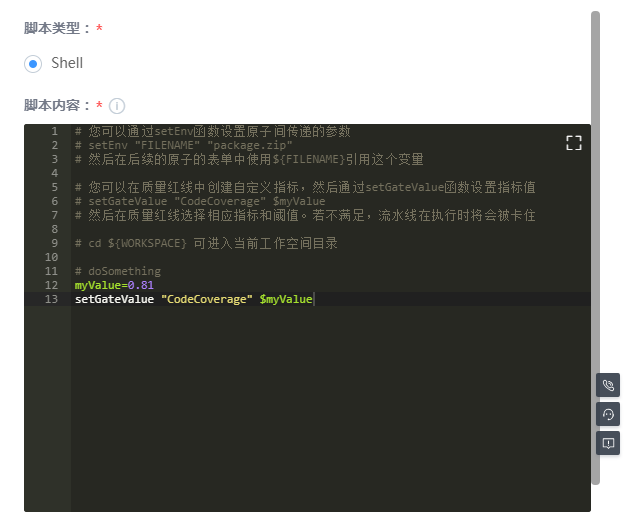 脚本类型：*
Shell
脚本内容：*
1 # 您可以通过setEnv函数设置原子间传递的参数
2 # setEnv "FILENAME" "package.zip"
3 # 然后在后续的原子的表单中使用${FILENAME}引用这个变量
4
5 # 您可以在质量红线中创建自定义指标，然后通过setGateValue函数设置指标值
6 # setGateValue "CodeCoverage" $myValue
7 # 然后在质量红线选择相应指标和阈值。若不满足，流水线在执行时将会被卡住
8
9 # cd ${WORKSPACE} 可进入当前工作空间目录
10
11 # doSomething
12 myValue=0.81
13 setGateValue "CodeCoverage" $myValue